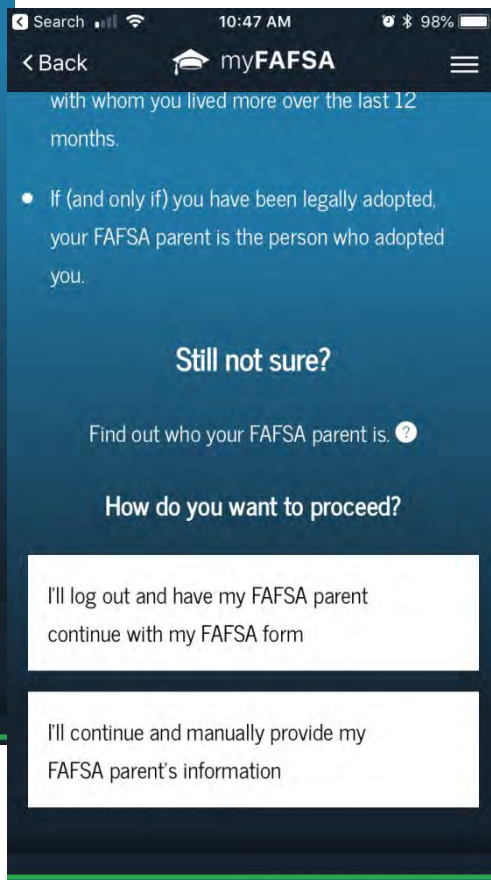 Search 10:47 AM 98%
Back myFAFSA
with whom you lived more over the last 12
months.
• If (and only if) you have been legally adopted,
your FAFSA parent is the person who adopted
you.
Still not sure?
Find out who your FAFSA parent is. ?
How do you want to proceed?
I'll log out and have my FAFSA parent
continue with my FAFSA form
I'll continue and manually provide my
FAFSA parent's information